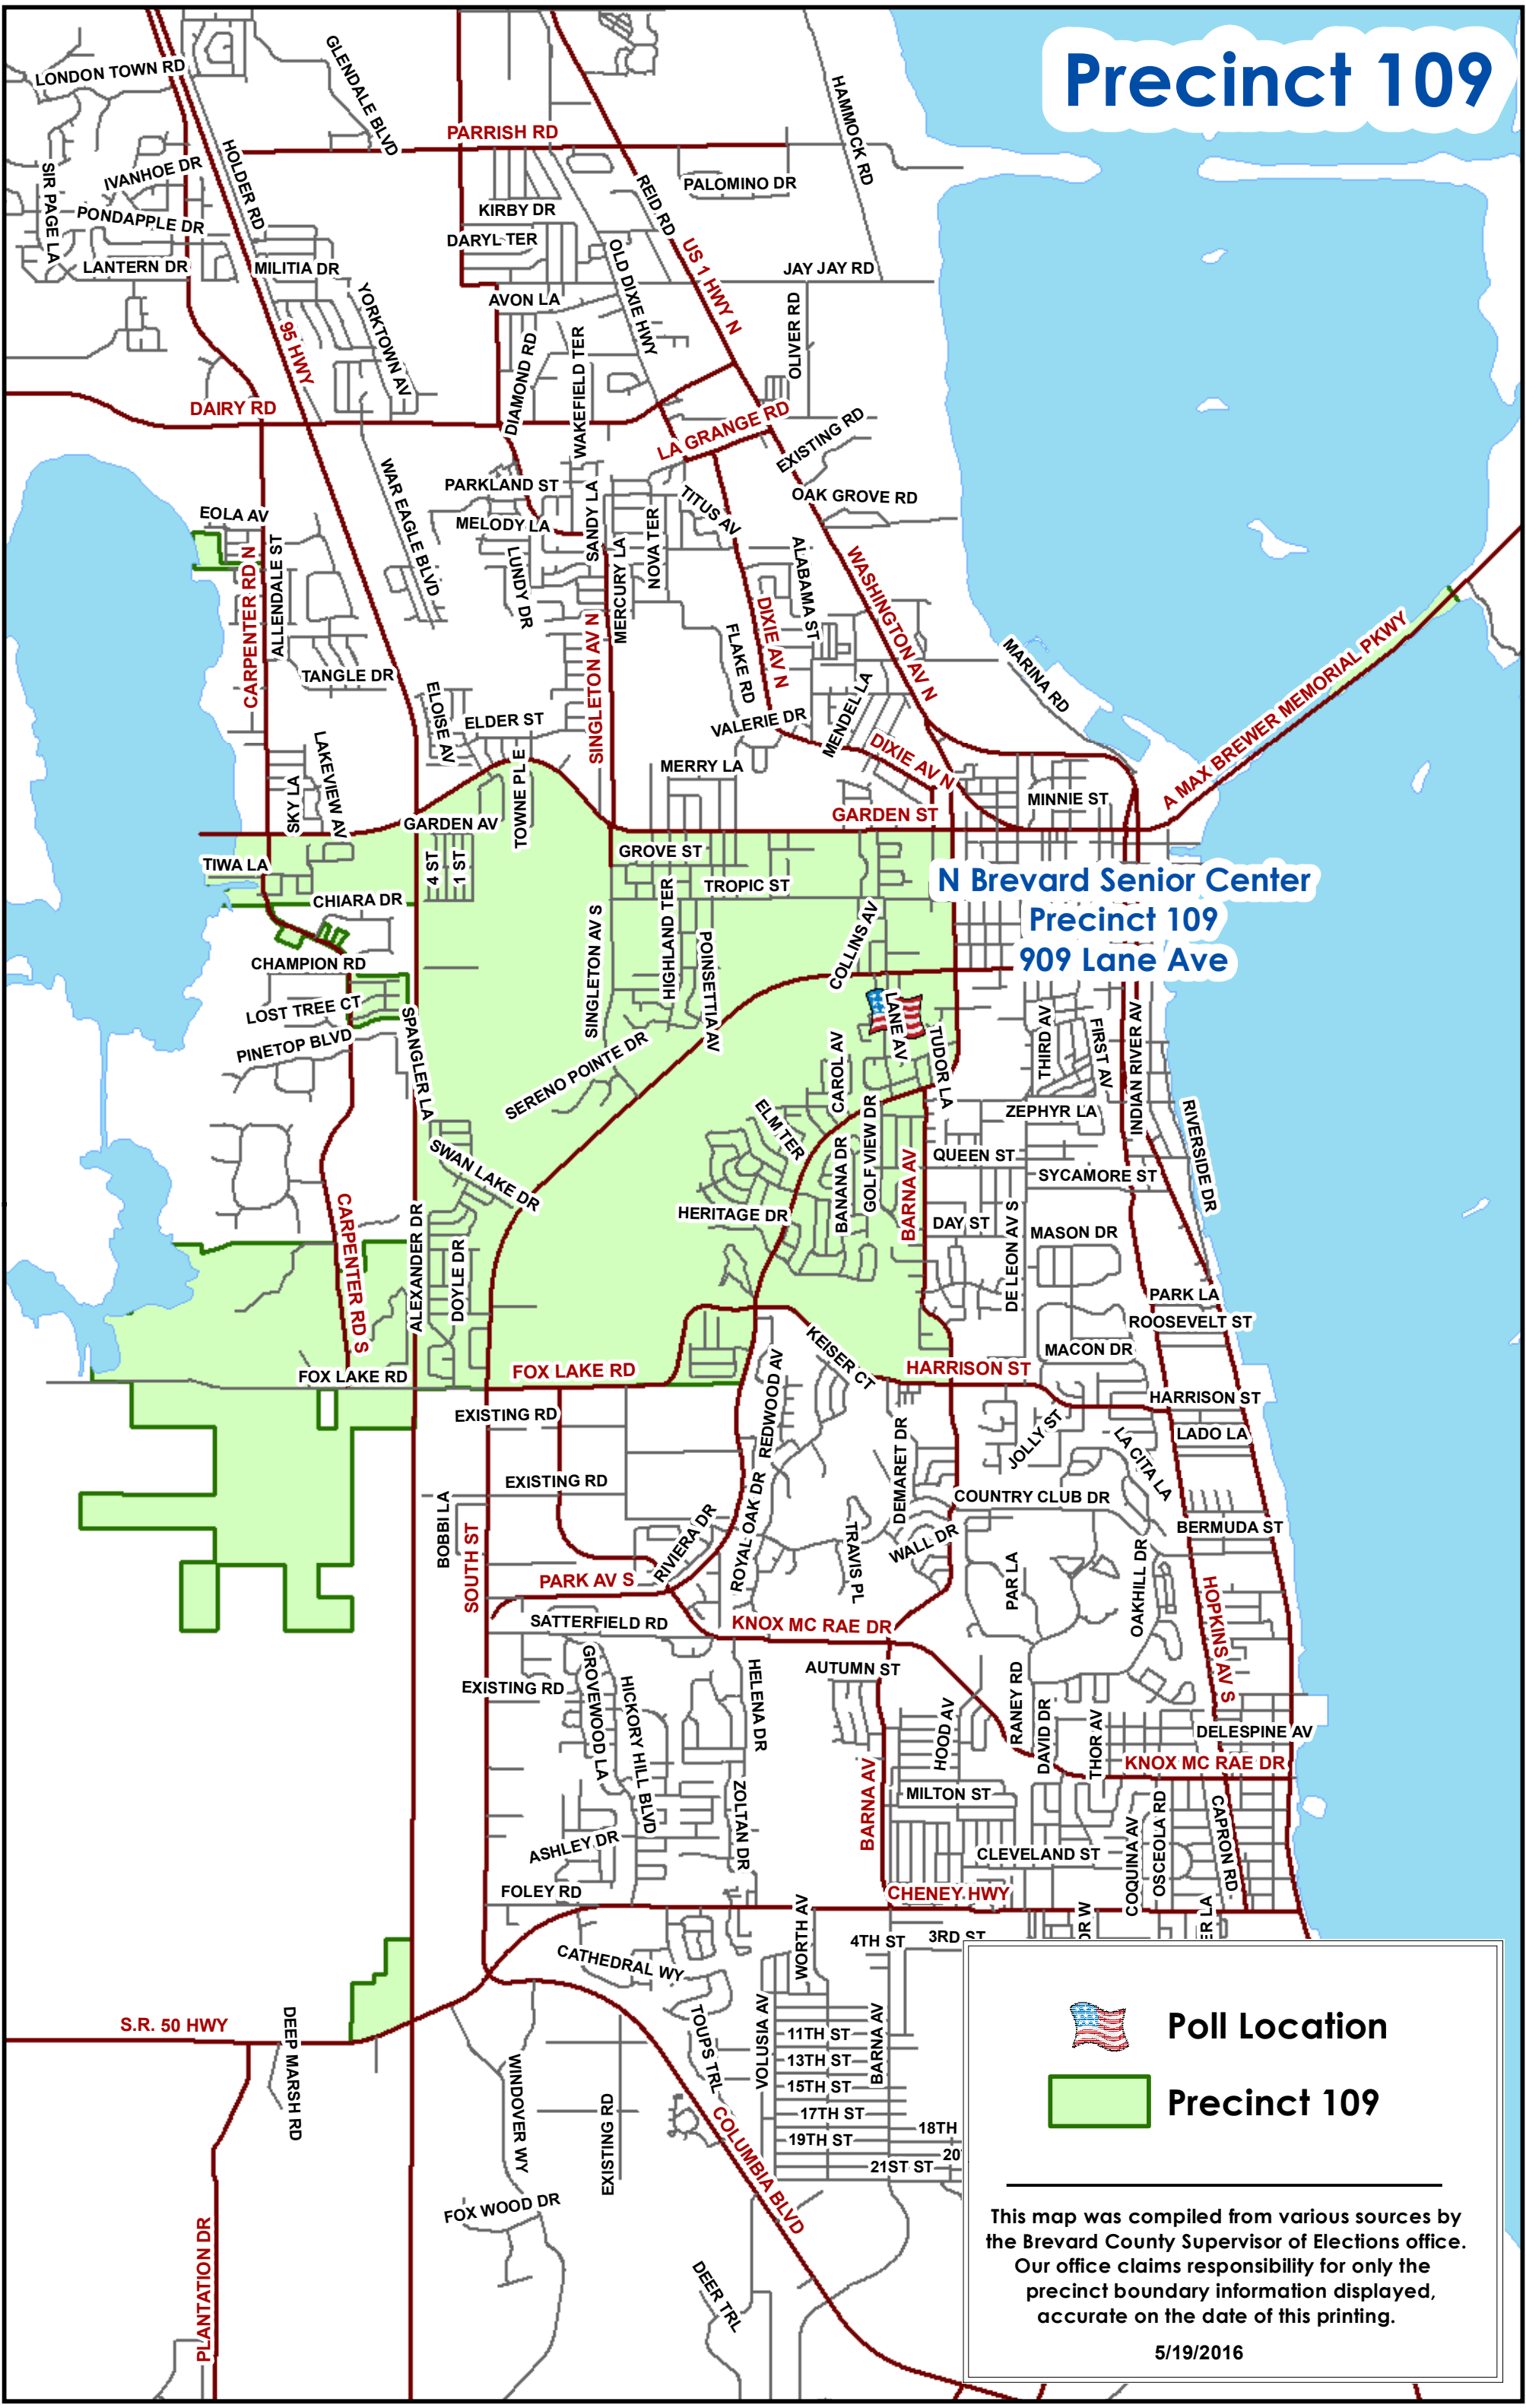 Precinct 109
LONDON TOWN RD
GLENDALE BLVD
HAMMOCK RD
PARRISH RD
HOLDER RD
IVANHOE DR
SIR PAGE LA
PALOMINO DR
REID RD
KIRBY DR
PONDAPPLE DR
DARYL TER
OLD DIXIE HWY
US 1 HWY N
LANTERN DR
MILITIA DR
JAY JAY RD
YORKTOWN AV
AVON LA
OLIVER RD
95 HWY
DIAMOND RD
WAKEFIELD TER
DAIRY RD
LA GRANGE RD
EXISTING RD
WAR EAGLE BLVD
PARKLAND ST
SANDY LA
TITUS AV
OAK GROVE RD
EOLA AV
MELODY LA
NOVA TER
ALLENDALE ST
LUNDY DR
MERCURY LA
ALABAMA ST
WASHINGTON AV N
CARPENTER RD N
SINGLETON AV N
DIXIE AV N
FLAKE RD
MARINA RD
A MAX BREWER MEMORIAL PKWY
TANGLE DR
ELOISE AV
ELDER ST
VALERIE DR
MENDEL LA
DIXIE AV N
SKY LA
LAKEVIEW AV
TOWNE PL E
MERRY LA
MINNIE ST
GARDEN AV
GARDEN ST
TIWA LA
4 ST
1 ST
GROVE ST
N Brevard Senior Center
Precinct 109
909 Lane Ave
TROPIC ST
CHIARA DR
SINGLETON AV S
HIGHLAND TER
POINSETTIA AV
COLLINS AV
CHAMPION RD
LOST TREE CT
PINETOP BLVD
SPANGLER LA
SERENO POINTE DR
LANE AV
CAROL AV
TUDOR LA
THIRD AV
FIRST AV
INDIAN RIVER AV
ELM TER
GOLF VIEW DR
ZEPHYR LA
RIVERSIDE DR
SWAN LAKE DR
BANANA DR
BARNA AV
QUEEN ST
SYCAMORE ST
CARPENTER RD S
ALEXANDER DR
DOYLE DR
HERITAGE DR
DAY ST
DE LEON AV S
MASON DR
PARK LA
ROOSEVELT ST
KEISER CT
MACON DR
FOX LAKE RD
FOX LAKE RD
HARRISON ST
HARRISON ST
REDWOOD AV
EXISTING RD
DEMARET DR
JOLLY ST
LA CITA LA
LADO LA
EXISTING RD
ROYAL OAK DR
COUNTRY CLUB DR
BOBBI LA
SOUTH ST
RIVIERA DR
TRAVIS PL
WALL DR
BERMUDA ST
PARK AV S
PAR LA
OAKHILL DR
HOPKINS AV S
SATTERFIELD RD
KNOX MC RAE DR
GROVEWOOD LA
HICKORY HILL BLVD
HELENA DR
AUTUMN ST
EXISTING RD
RANEY RD
DAVID DR
HOOD AV
THOR AV
DELESPINE AV
KNOX MC RAE DR
BARNA AV
ZOLTAN DR
MILTON ST
COQUINA AV
OSCEOLA RD
CAPRON RD
ASHLEY DR
CLEVELAND ST
FOLEY RD
CHENEY HWY
WORTH AV
DR W
ER LA
4TH ST
3RD ST
CATHEDRAL WY
S.R. 50 HWY
DEEP MARSH RD
TOUPS TRL
VOLUSIA AV
BARNA AV
11TH ST
13TH ST
15TH ST
17TH ST
18TH
19TH ST
20
21ST ST
WINDOVER WY
EXISTING RD
COLUMBIA BLVD
FOX WOOD DR
PLANTATION DR
DEER TRL
Poll Location
Precinct 109
This map was compiled from various sources by
the Brevard County Supervisor of Elections office.
Our office claims responsibility for only the
precinct boundary information displayed,
accurate on the date of this printing.
5/19/2016